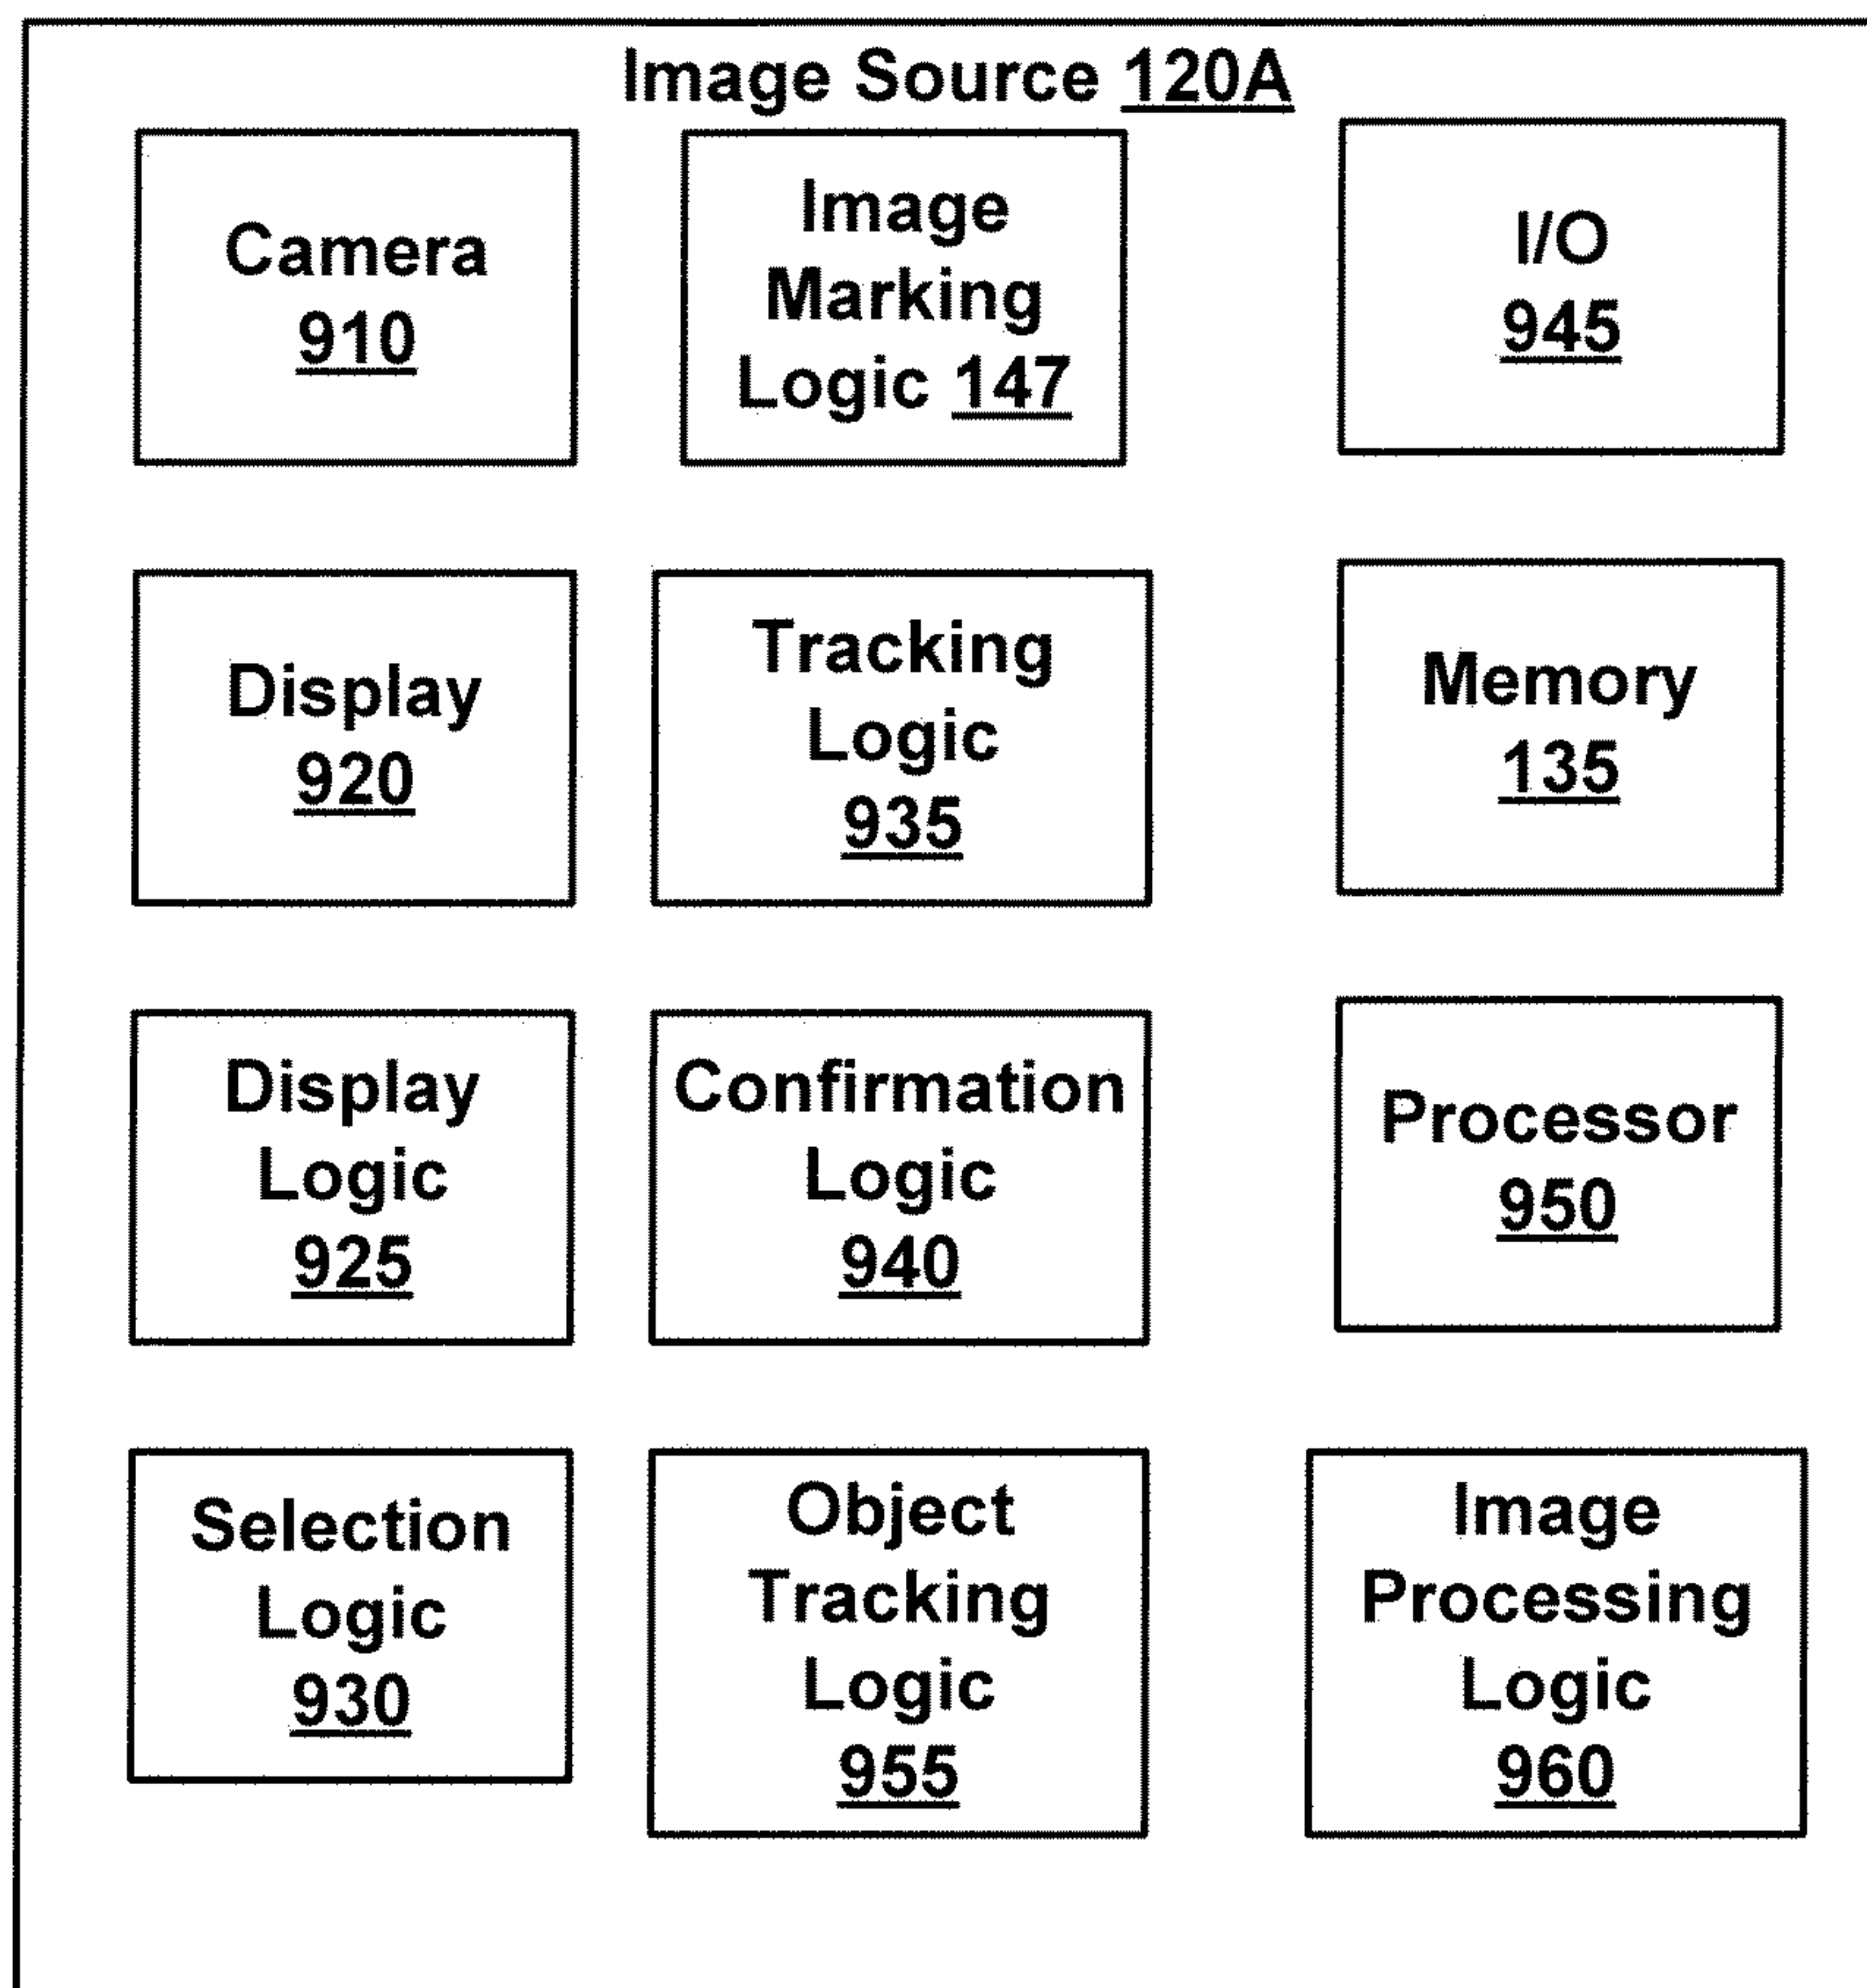 Image Source 120A
Camera
910
Image
Marking
Logic 147
I/O
945
Display
920
Tracking
Logic
935
Memory
135
Display
Logic
925
Confirmation
Logic
940
Processor
950
Selection
Logic
930
Object
Tracking
Logic
955
Image
Processing
Logic
960